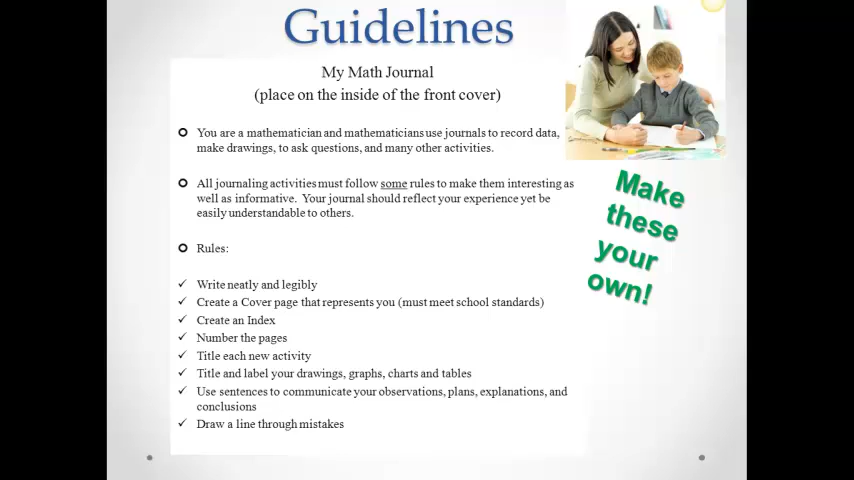 Guidelines
My Math Journal
(place on the inside of the front cover)
You are a mathematician and mathematicians use journals to record data,
make drawings, to ask questions, and many other activities.
All journaling activities must follow some rules to make them interesting as
well as informative. Your journal should reflect your experience yet be
easily understandable to others.
Rules:
Write neatly and legibly
Create a Cover page that represents you (must meet school standards)
Create an Index
Number the pages
Title each new activity
Title and label your drawings, graphs, charts and tables
Use sentences to communicate your observations, plans, explanations, and
conclusions
Draw a line through mistakes
Make
these
your
own!